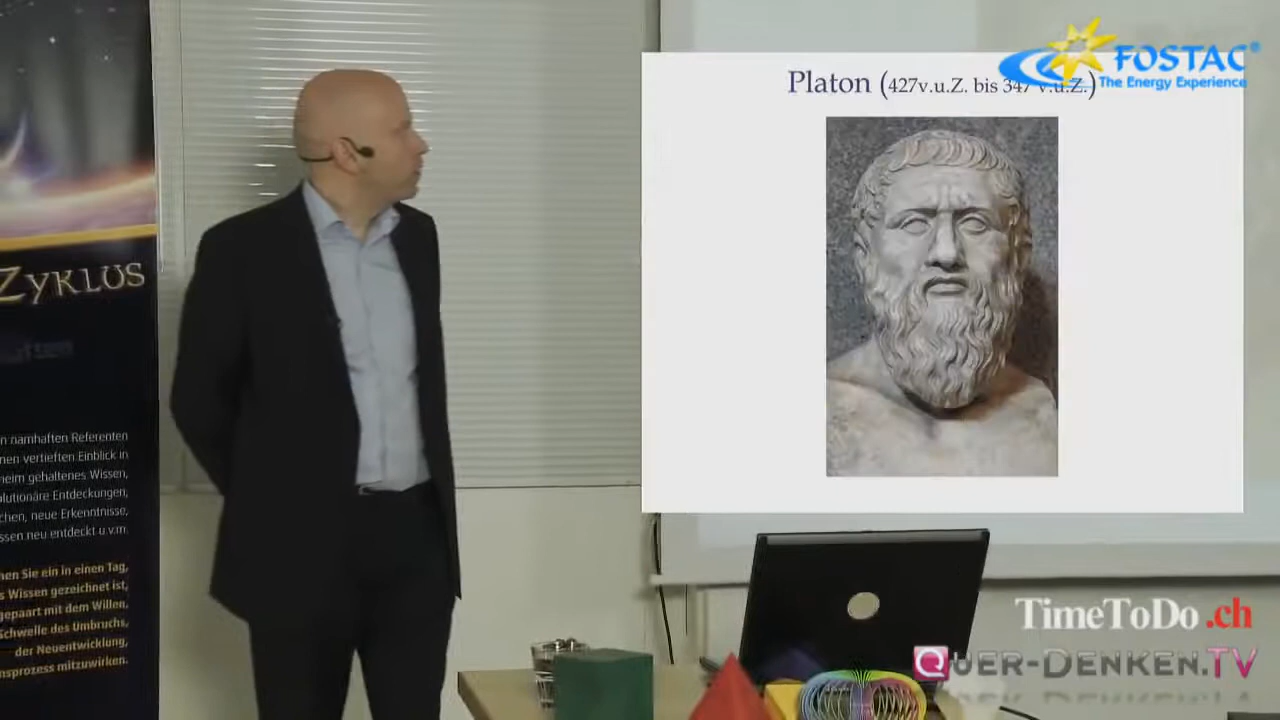 FOSTAC®
The Energy Experience
Platon (427v.u.Z. bis 347 v.u.Z.)
ZYKLUS
n namhaften Referenten
nen vertieften Einblick in
heim gehaltenes Wissen,
olutionäre Entdeckungen,
chen, neue Erkenntnisse,
ssen neu entdeckt u.v.m.
hen Sie ein in einen Tag,
s Wissen gezeichnet ist,
gepaart mit dem Willen,
Schwelle des Umbruchs,
der Neuentwicklung,
nsprozess mitzuwirken.
TimeToDo.ch
QUER-DENKEN.TV